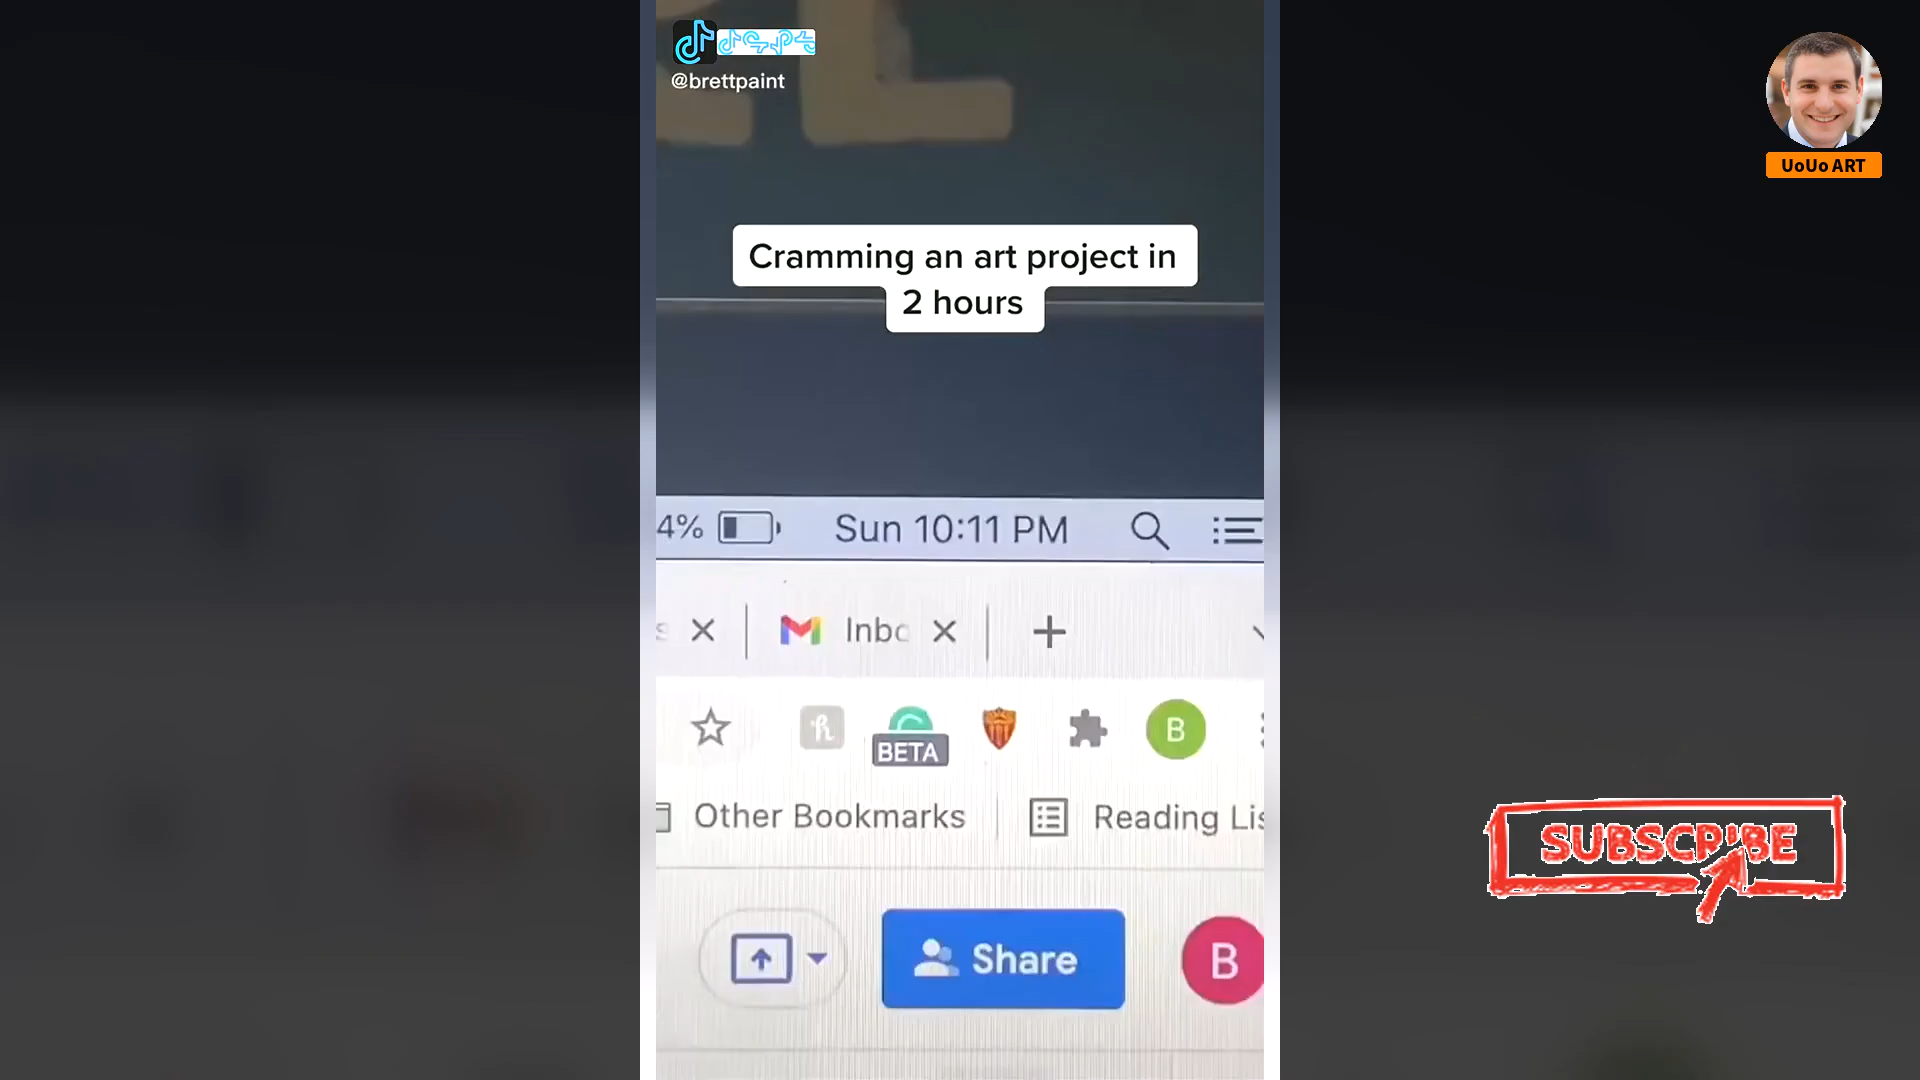 @brettpaint
UoUo ART
Cramming an art project in
2 hours
4% Sun 10:11 PM
Inbo
BETA
B
Other Bookmarks
Reading Lis
Share
B
SUBSCRIBE